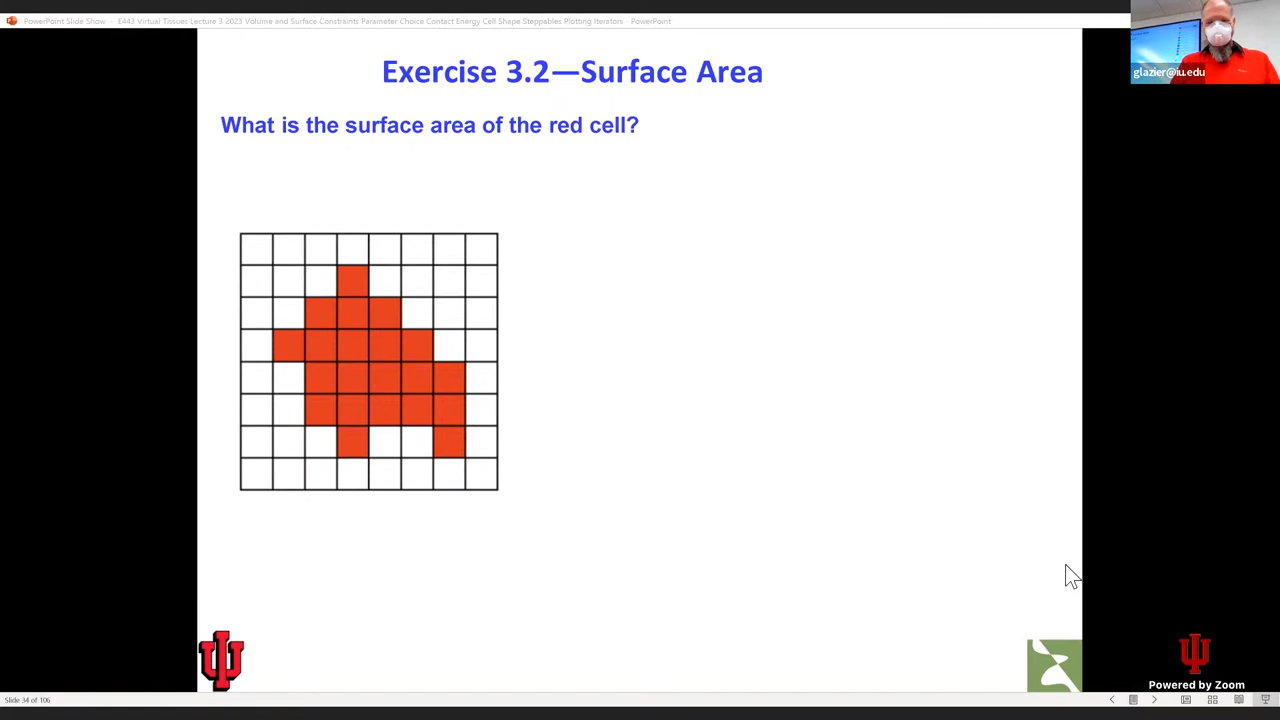 PowerPoint Slide Show - E443 Virtual Tissues Lecture 3 2023 Volume and Surface Constraints Parameter Choice Contact Energy Cell Shape Steppables Plotting Iterators - PowerPoint
glazier@iu.edu
Exercise 3.2—Surface Area
What is the surface area of the red cell?
Powered by Zoom
Slide 34 of 106